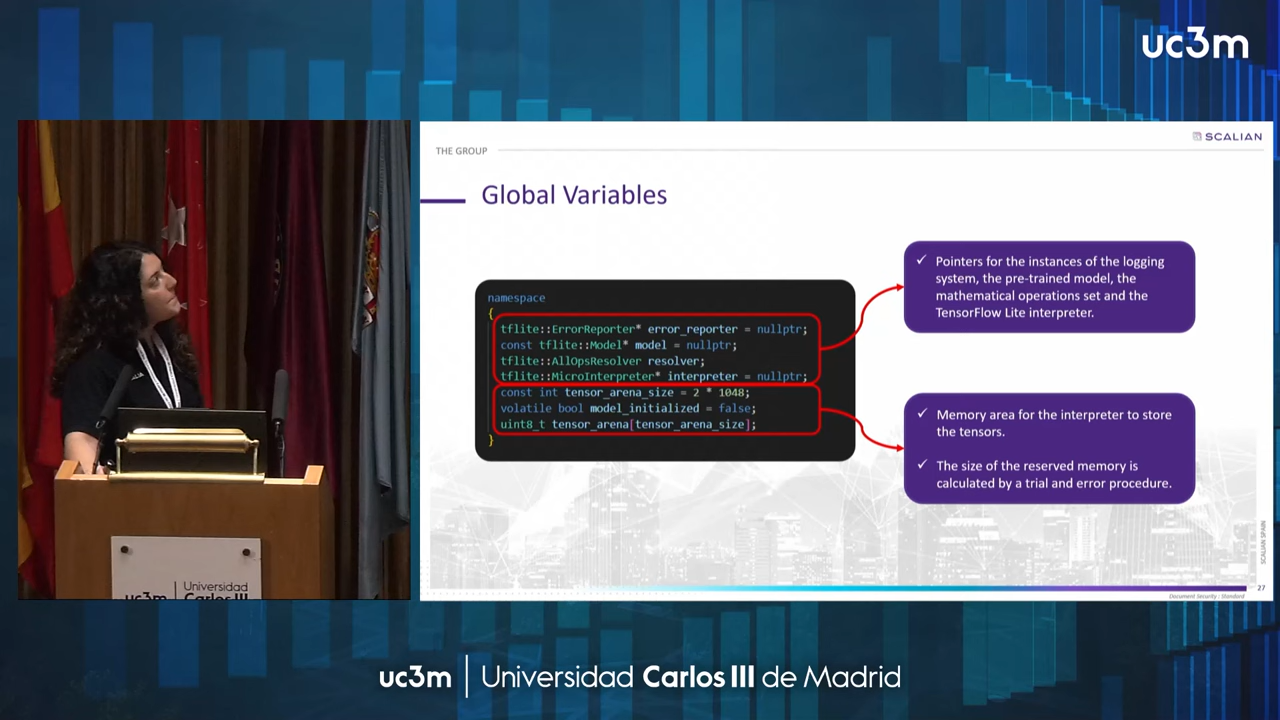 uc3m
SCALIAN
THE GROUP
Global Variables
namespace
{
tflite::ErrorReporter* error_reporter = nullptr;
const tflite::Model* model = nullptr;
tflite::AllOpsResolver resolver;
tflite::MicroInterpreter* interpreter = nullptr;
const int tensor_arena_size = 2 * 1048;
volatile bool model_initialized = false;
uint8_t tensor_arena[tensor_arena_size];
}
✓ Pointers for the instances of the logging
system, the pre-trained model, the
mathematical operations set and the
TensorFlow Lite interpreter.
✓ Memory area for the interpreter to store
the tensors.
✓ The size of the reserved memory is
calculated by a trial and error procedure.
SCALIAN SPAIN
27
Document Security : Standard
uc3m | Universidad
Carlos III
uc3m | Universidad Carlos III de Madrid